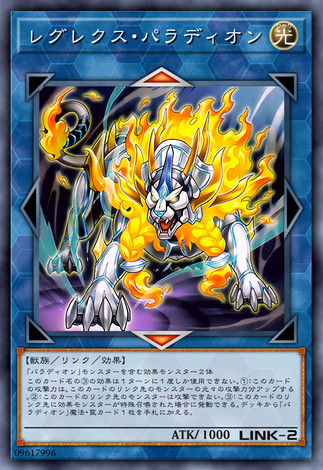 レグレクス・パラディオン
光
【獣族／リンク／効果】
「パラディオン」モンスターを含む効果モンスター２体
このカード名の③の効果は１ターンに１度しか使用できない。①：このカード
の攻撃力は、このカードのリンク先のモンスターの元々の攻撃力分アップす
る。②：このカードのリンク先のモンスターは攻撃できない。③：このカードのリ
ンク先に効果モンスターが特殊召喚された場合に発動できる。デッキから「パ
ラディオン」魔法・罠カード１枚を手札に加える。
ATK/ 1000 LINK-2
09617996